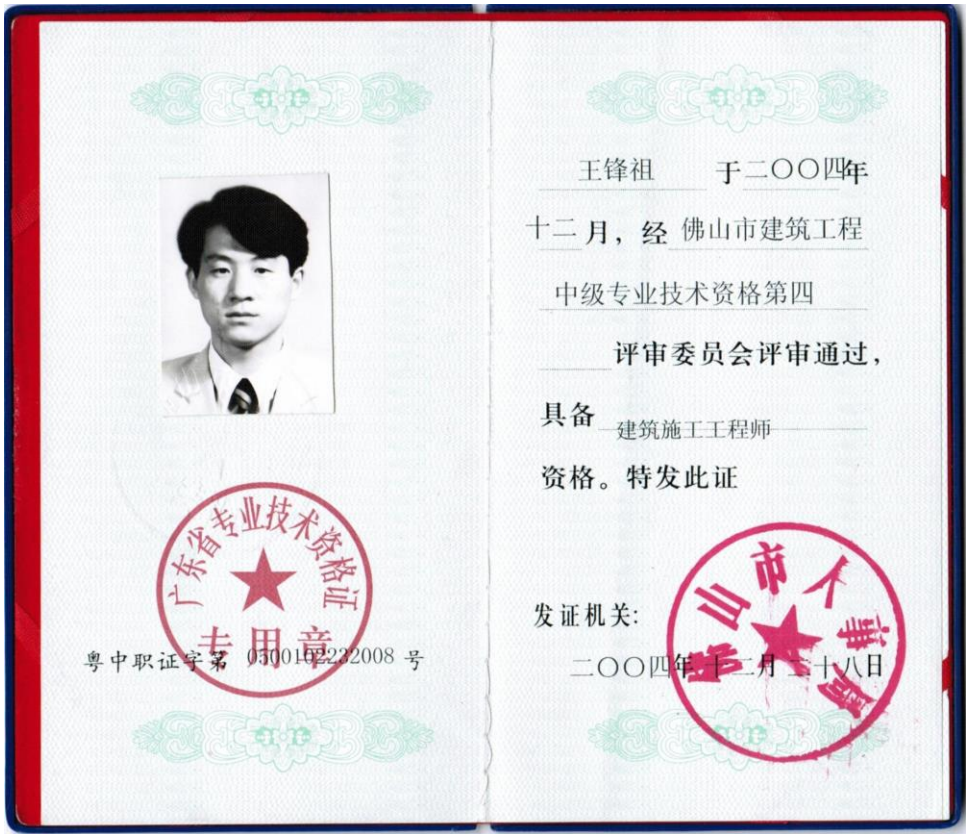 广东省专业技术资格证
专用章
粤中职证字第 0500102232008 号
王锋祖 于二〇〇四年
十二月，经 佛山市建筑工程
中级专业技术资格第四
评审委员会评审通过，
具备 建筑施工工程师
资格。特发此证
佛山市人事局
发证机关:
二〇〇四年 十二月 二十八日